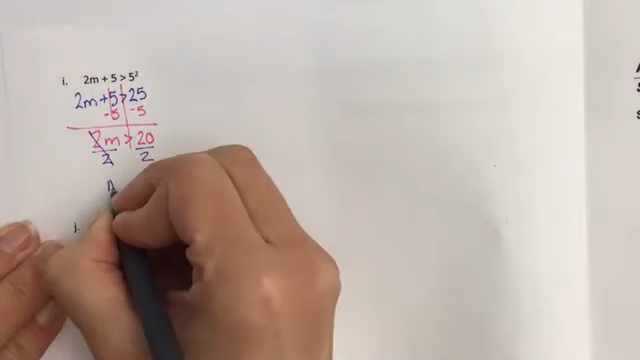 i. 2m + 5 > 5²
2m + 5 > 25
-5 -5
2m > 20
2 2
j.